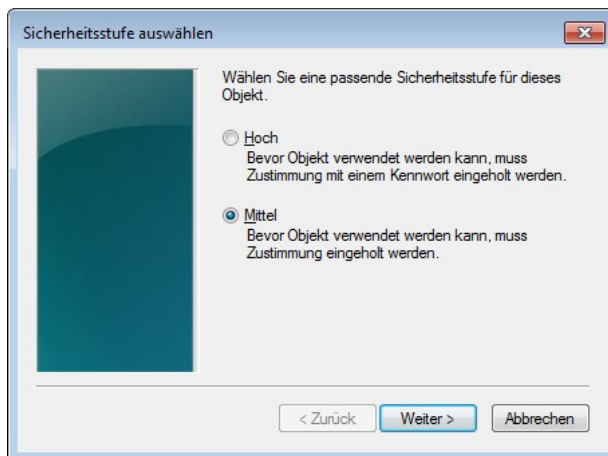 Sicherheitsstufe auswählen
Wählen Sie eine passende Sicherheitsstufe für dieses
Objekt.
Hoch
Bevor Objekt verwendet werden kann, muss
Zustimmung mit einem Kennwort eingeholt werden.
Mittel
Bevor Objekt verwendet werden kann, muss
Zustimmung eingeholt werden.
< Zurück Weiter > Abbrechen